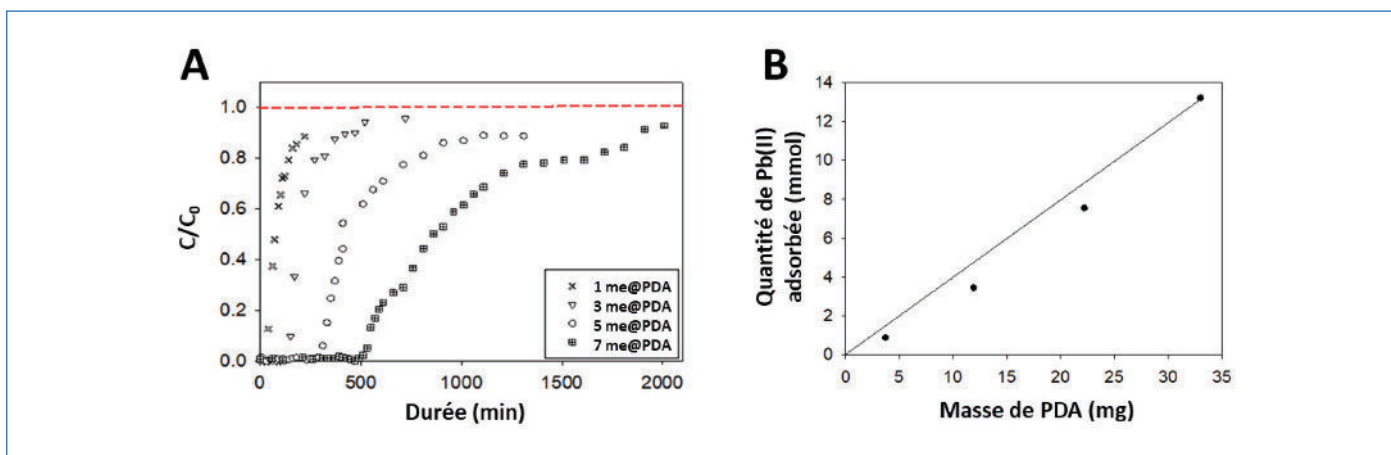 A
C/C0
1.0
0.8
0.6
0.4
0.2
0.0
0
500
1000
1500
2000
Durée (min)
1 me@PDA
3 me@PDA
5 me@PDA
7 me@PDA
B
Quantité de Pb(II)
adsorbée (mmol)
14
12
10
8
6
4
2
0
0
5
10
15
20
25
30
35
Masse de PDA (mg)